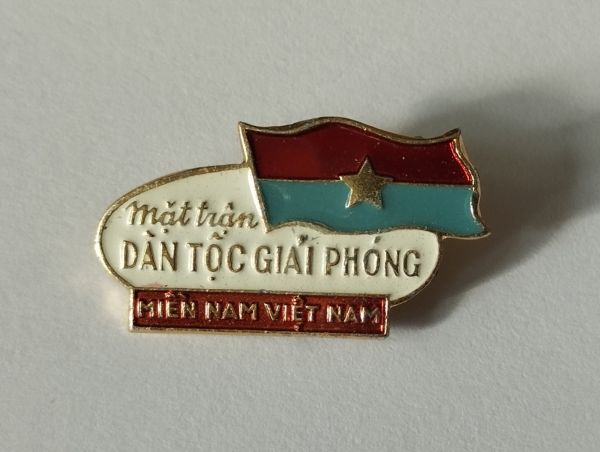 Mặt trận
DÂN TỘC GIẢI PHÓNG
MIỀN NAM VIỆT NAM